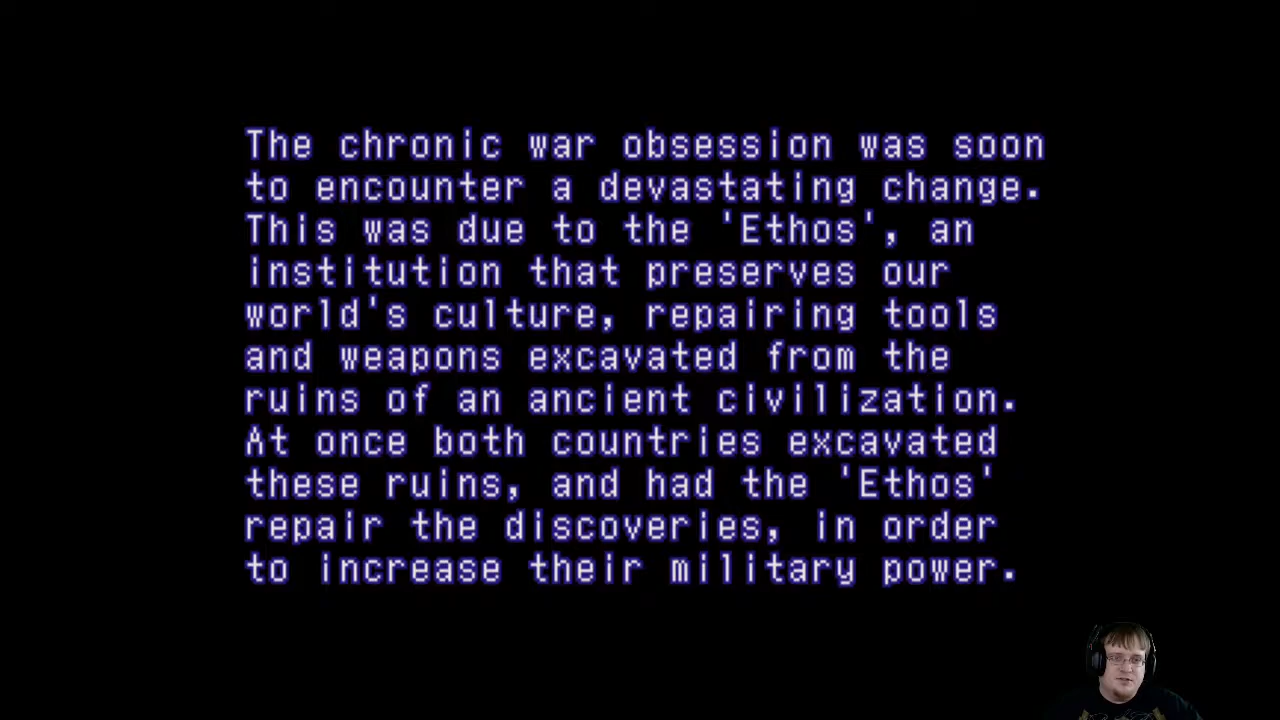 The chronic war obsession was soon
to encounter a devastating change.
This was due to the 'Ethos', an
institution that preserves our
world's culture, repairing tools
and weapons excavated from the
ruins of an ancient civilization.
At once both countries excavated
these ruins, and had the 'Ethos'
repair the discoveries, in order
to increase their military power.